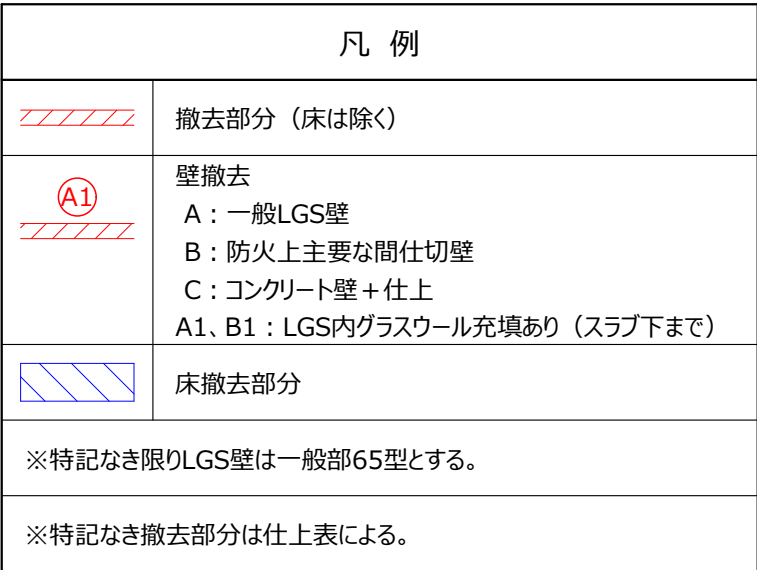 凡 例
撤去部分（床は除く）
A1
壁撤去
A：一般LGS壁
B：防火上主要な間仕切壁
C：コンクリート壁＋仕上
A1、B1：LGS内グラスウール充填あり（スラブ下まで）
床撤去部分
※特記なき限りLGS壁は一般部65型とする。
※特記なき撤去部分は仕上表による。